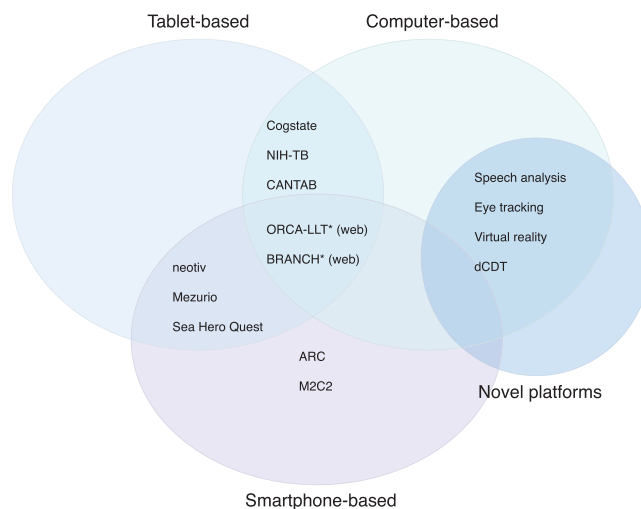 Tablet-based
Computer-based
Cogstate
NIH-TB
CANTAB
ORCA-LLT* (web)
BRANCH* (web)
Speech analysis
Eye tracking
Virtual reality
dCDT
neotiv
Mezurio
Sea Hero Quest
ARC
M2C2
Novel platforms
Smartphone-based